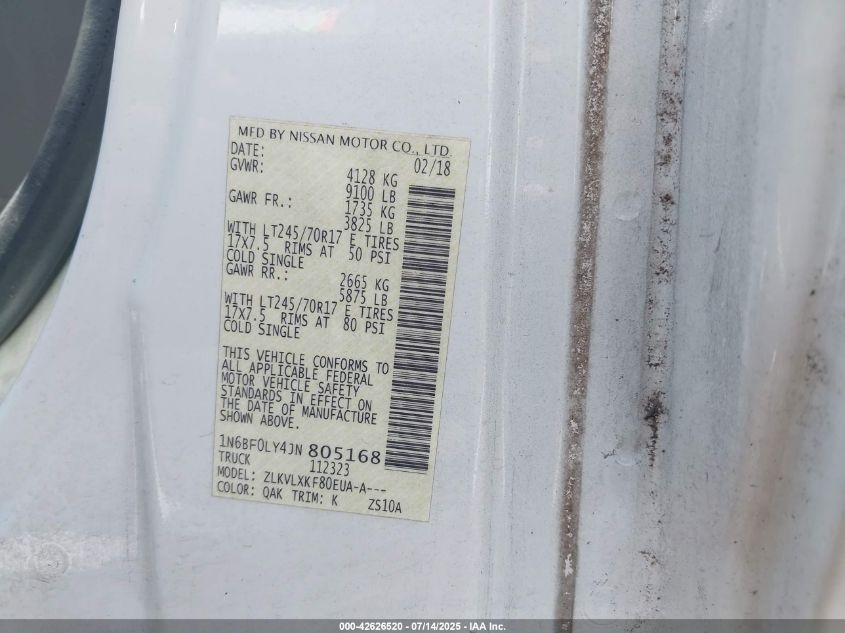 MFD BY NISSAN MOTOR CO., LTD.
DATE: 02/18
GVWR: 4128 KG
9100 LB
GAWR FR.: 1735 KG
3825 LB
WITH LT245/70R17 E TIRES
17X7.5 RIMS AT 50 PSI
COLD SINGLE
GAWR RR.: 2665 KG
5875 LB
WITH LT245/70R17 E TIRES
17X7.5 RIMS AT 80 PSI
COLD SINGLE
THIS VEHICLE CONFORMS TO
ALL APPLICABLE FEDERAL
MOTOR VEHICLE SAFETY
STANDARDS IN EFFECT ON
THE DATE OF MANUFACTURE
SHOWN ABOVE.
1N6BF0LY4JN 805168
TRUCK 112323
MODEL: ZLKVLXKF80EUA-A---
COLOR: QAK TRIM: K ZS10A
000-42626520 - 07/14/2025 - IAA Inc.